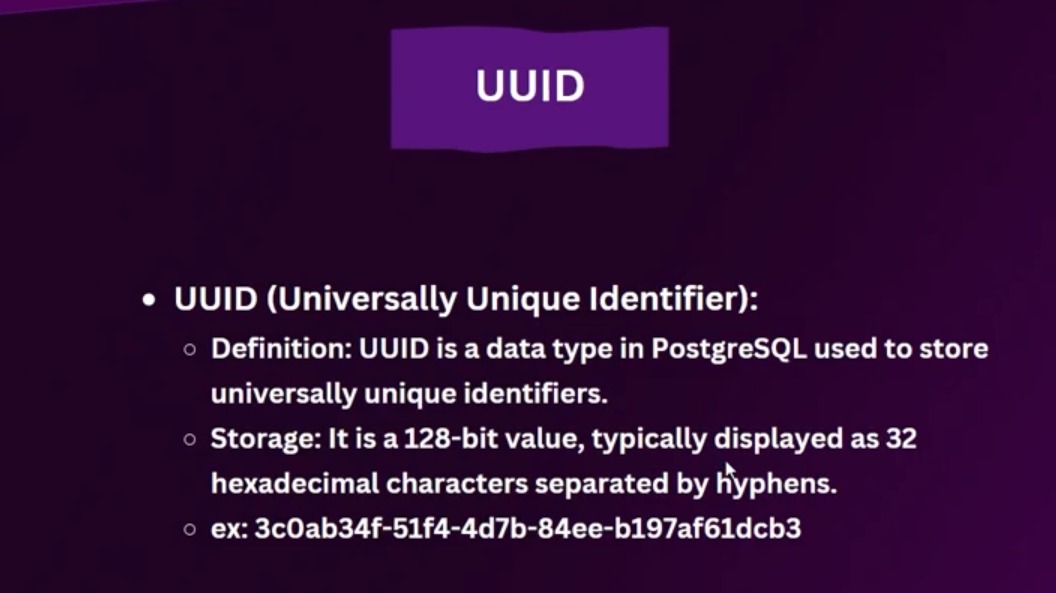 UUID
• UUID (Universally Unique Identifier):
○ Definition: UUID is a data type in PostgreSQL used to store
universally unique identifiers.
○ Storage: It is a 128-bit value, typically displayed as 32
hexadecimal characters separated by hyphens.
○ ex: 3c0ab34f-51f4-4d7b-84ee-b197af61dcb3